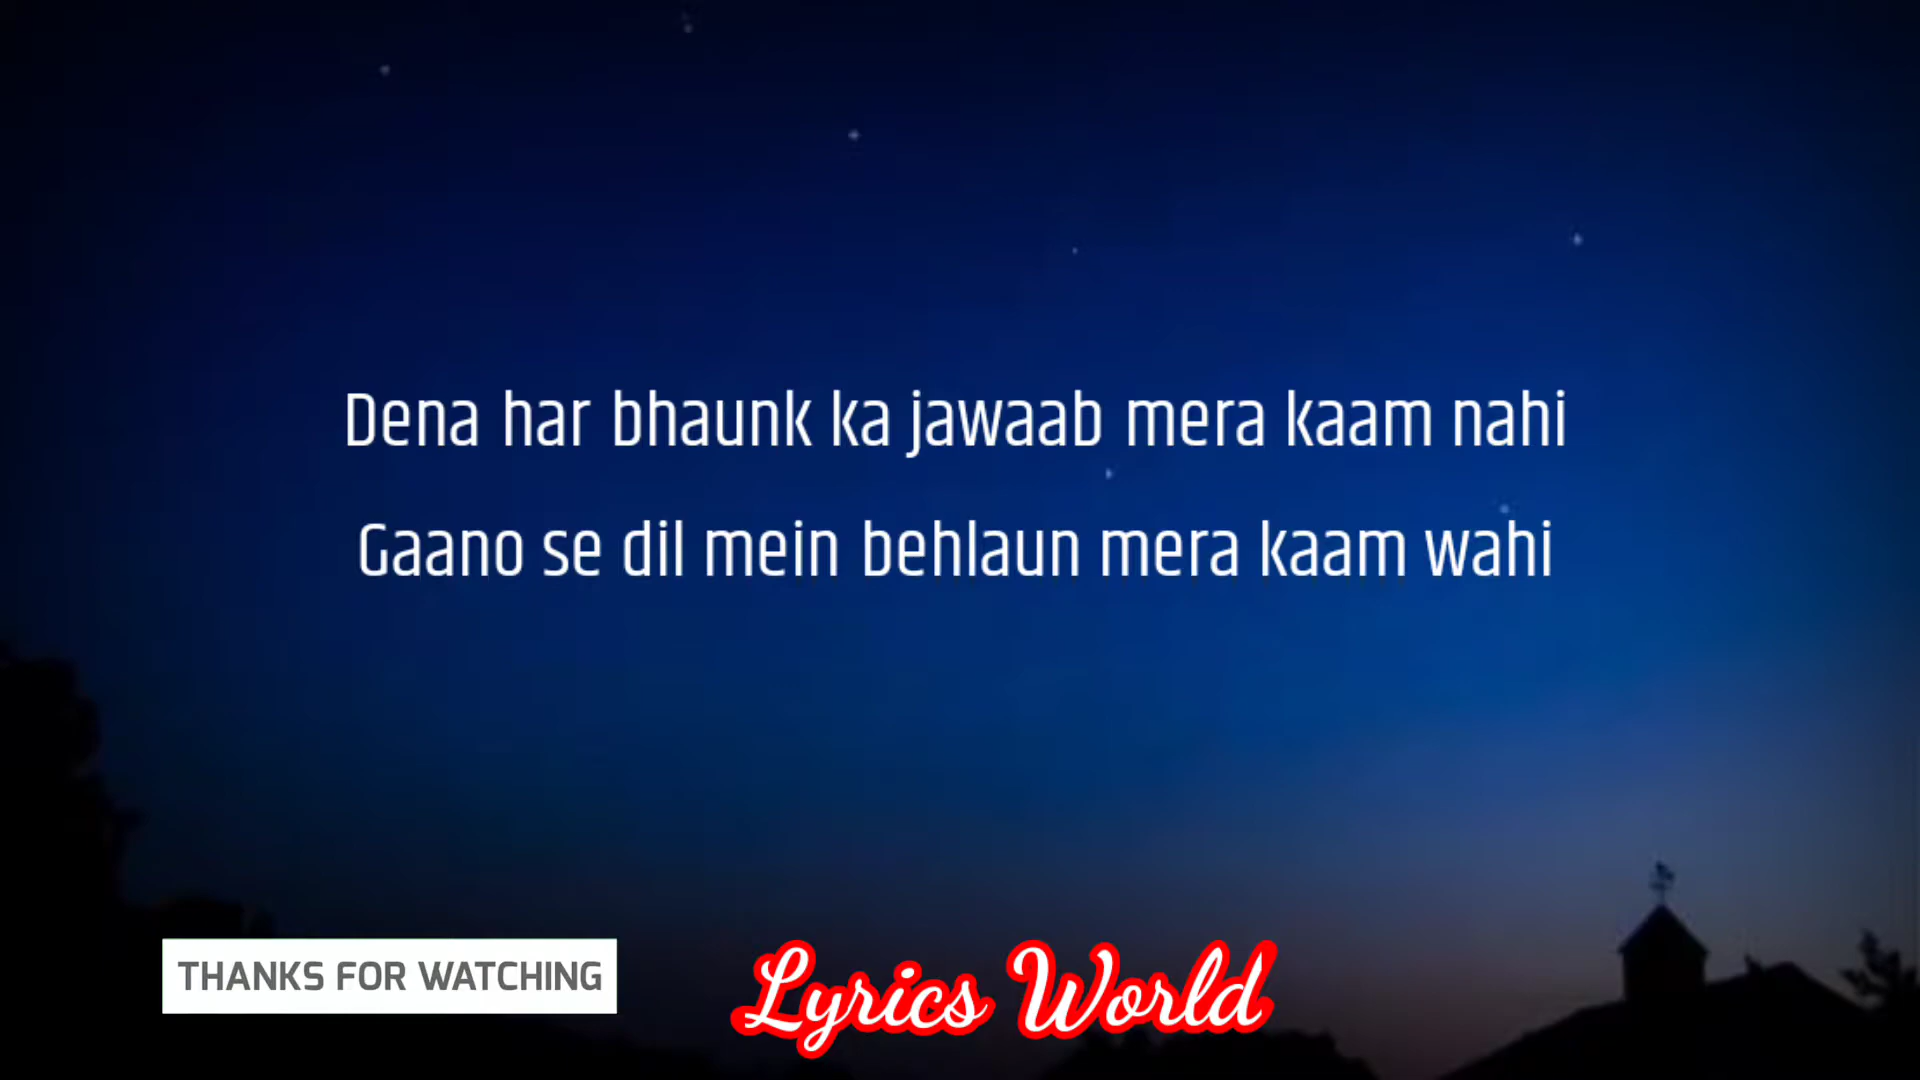 Dena har bhaunk ka jawaab mera kaam nahi
Gaano se dil mein behlaun mera kaam wahi
THANKS FOR WATCHING
Lyrics World